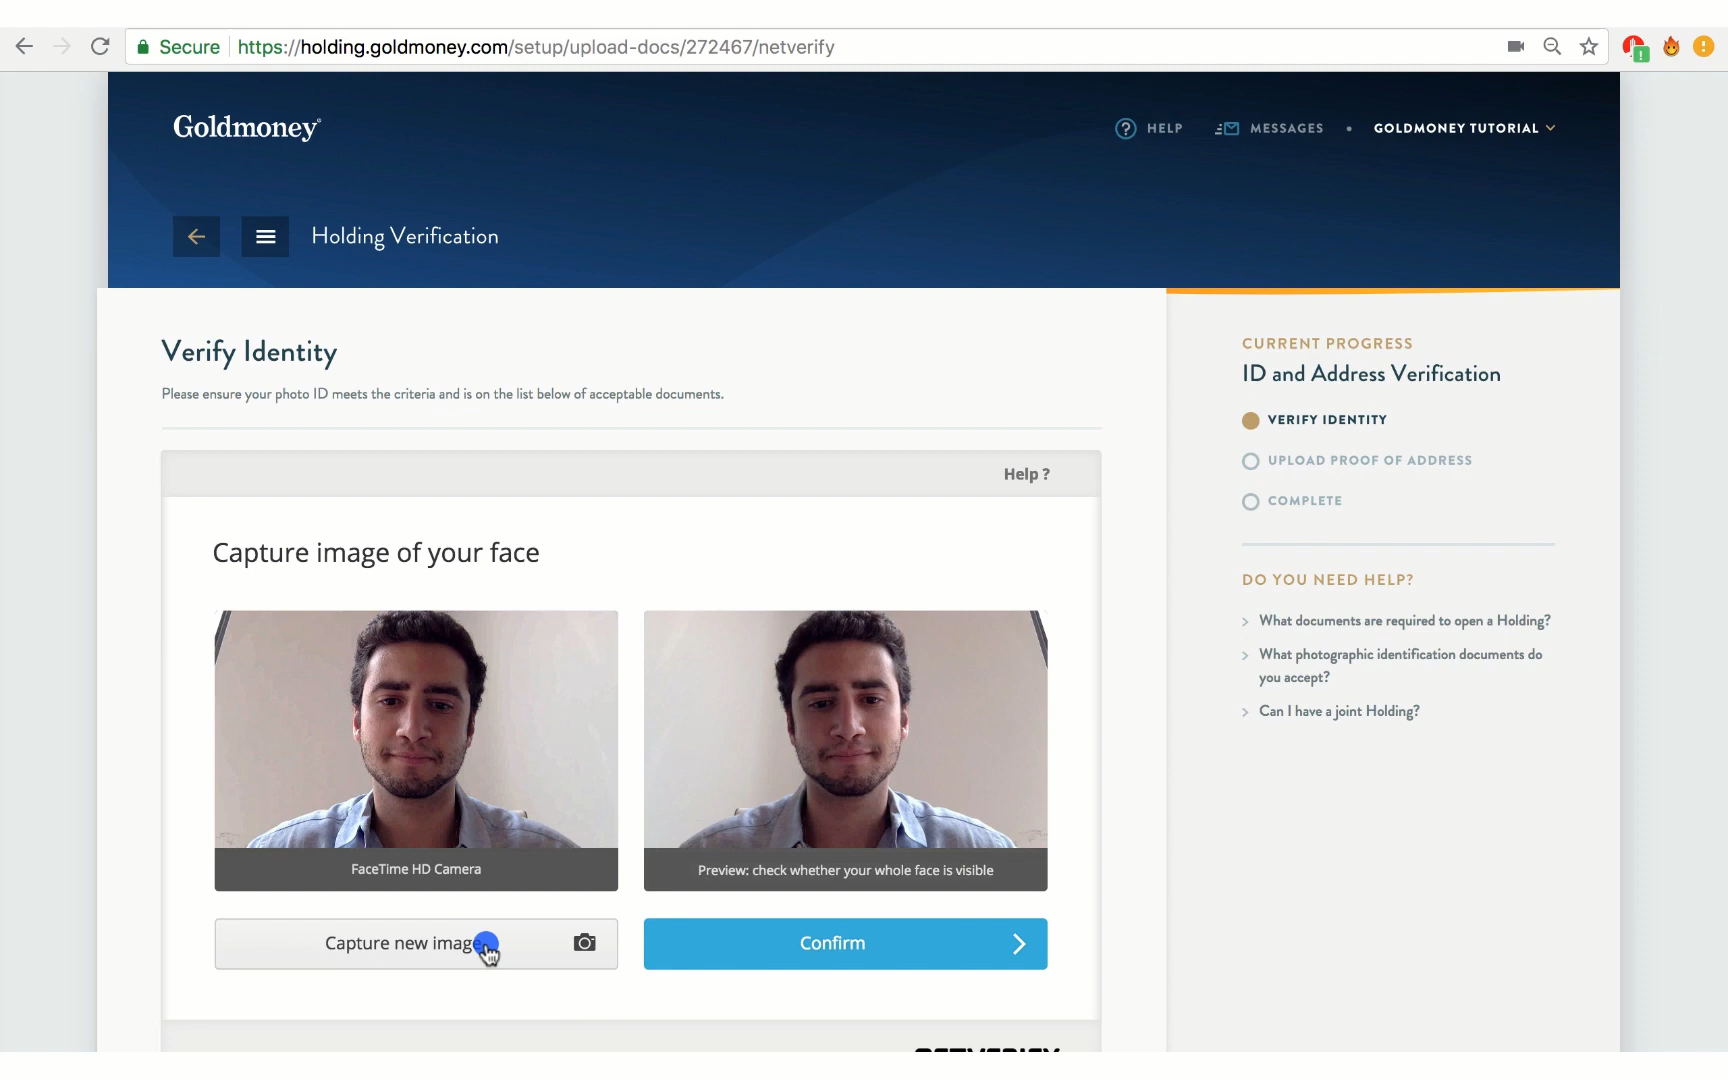 Secure https://holding.goldmoney.com/setup/upload-docs/272467/netverify
Goldmoney®
HELP
MESSAGES
GOLDMONEY TUTORIAL
Holding Verification
Verify Identity
Please ensure your photo ID meets the criteria and is on the list below of acceptable documents.
Help ?
Capture image of your face
FaceTime HD Camera
Preview: check whether your whole face is visible
Capture new image
Confirm
CURRENT PROGRESS
ID and Address Verification
VERIFY IDENTITY
UPLOAD PROOF OF ADDRESS
COMPLETE
DO YOU NEED HELP?
What documents are required to open a Holding?
What photographic identification documents do
you accept?
Can I have a joint Holding?